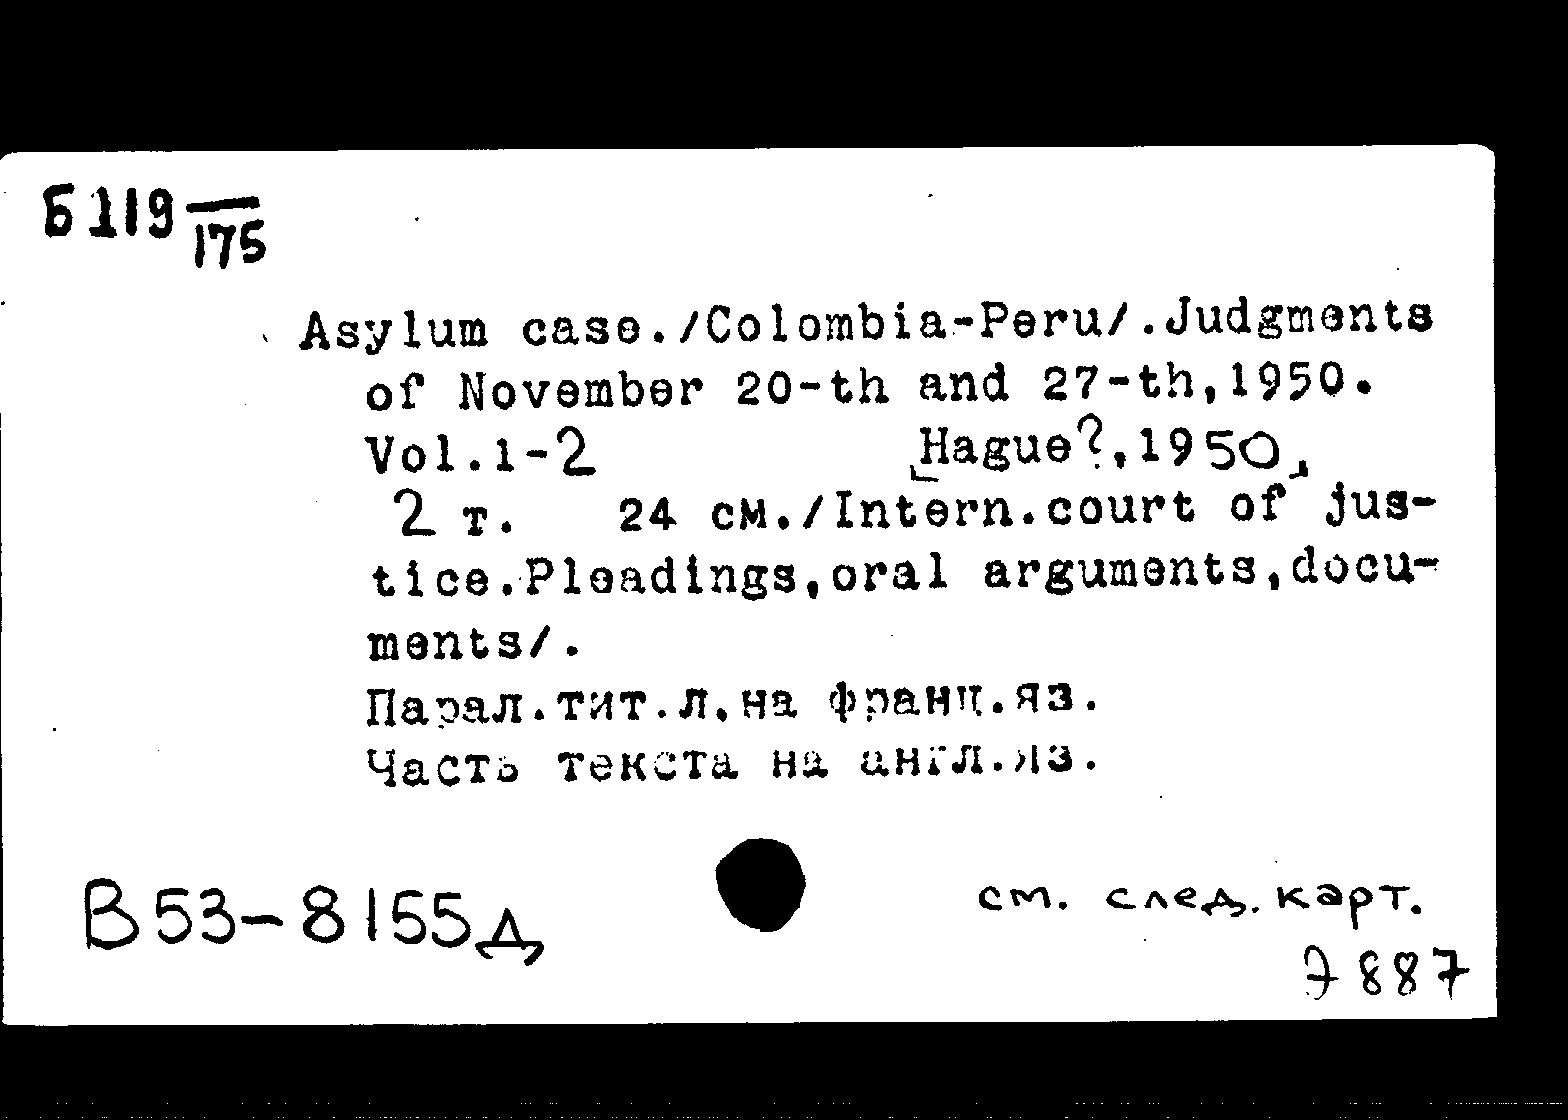 Б 119 —
175
Asylum case./Colombia-Peru/.Judgments
of November 20-th and 27-th,1950.
Vol.1-2 [Hague?,1950]
2 т. 24 см./Intern.court of jus-
tice.Pleadings,oral arguments,docu-
ments/.
Парал.тит.л.на франц.яз.
Часть текста на англ.яз.
В 53-8155д
см. след. карт.
Э 887